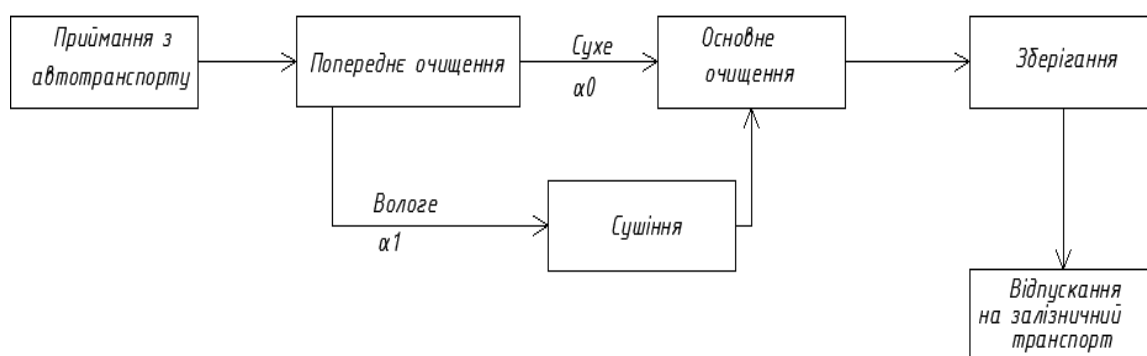 Приймання з
автотранспорту
Попереднє очищення
Сухе
α0
Основне
очищення
Зберігання
Вологе
α1
Сушіння
Відпускання
на залізничний
транспорт